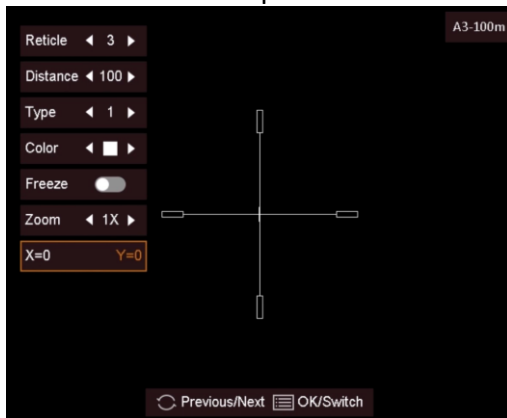 A3-100m
Reticle 3
Distance 100
Type 1
Color
Freeze
Zoom 1X
X=0 Y=0
Previous/Next OK/Switch